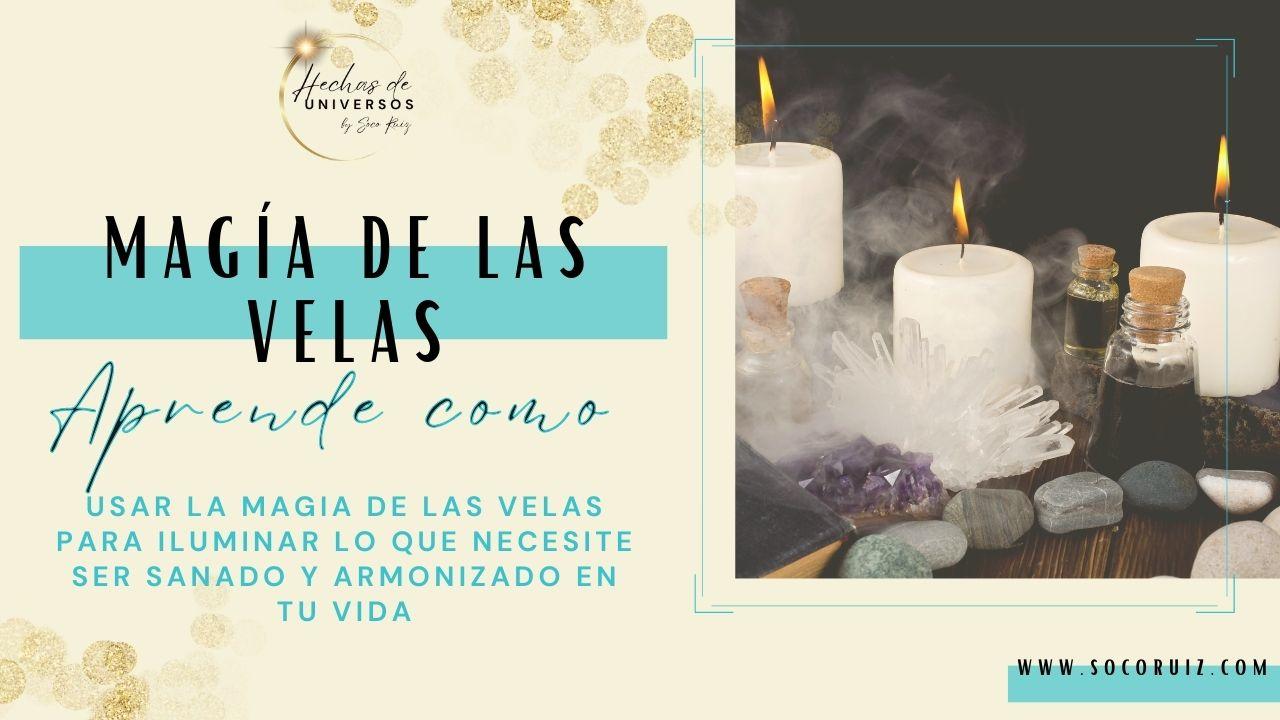 Hechas de
UNIVERSOS
by Soco Ruiz
MAGÍA DE LAS
VELAS
Aprende como
USAR LA MAGIA DE LAS VELAS
PARA ILUMINAR LO QUE NECESITE
SER SANADO Y ARMONIZADO EN
TU VIDA
WWW.SOCORUIZ.COM